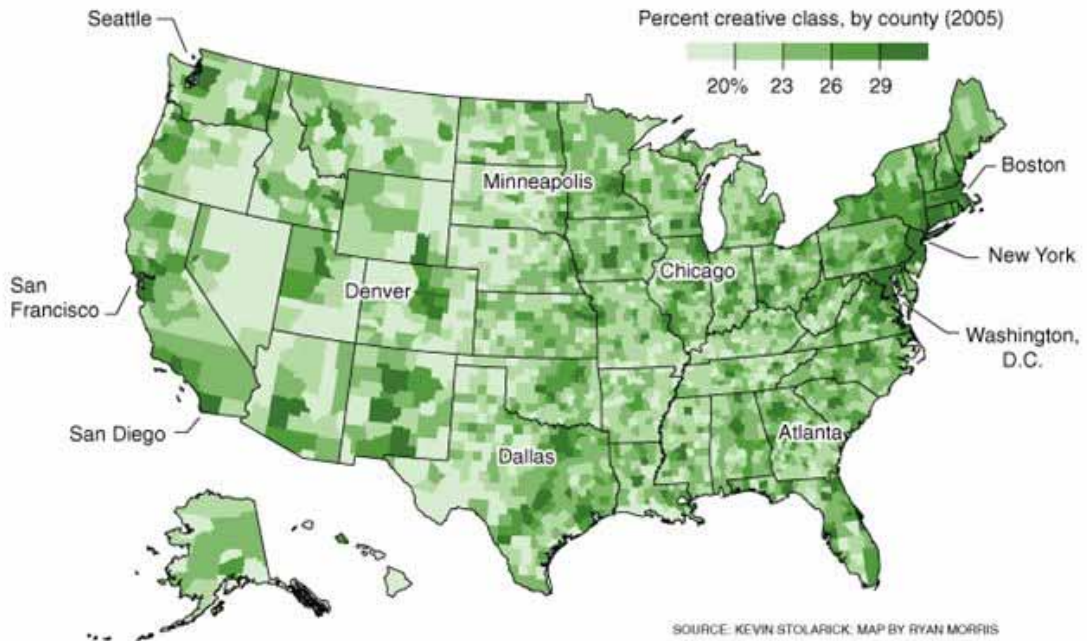 Seattle
Percent creative class, by county (2005)
20% 23 26 29
Minneapolis
Boston
New York
Chicago
Denver
San
Francisco
Washington,
D.C.
San Diego
Atlanta
Dallas
SOURCE: KEVIN STOLARICK; MAP BY RYAN MORRIS